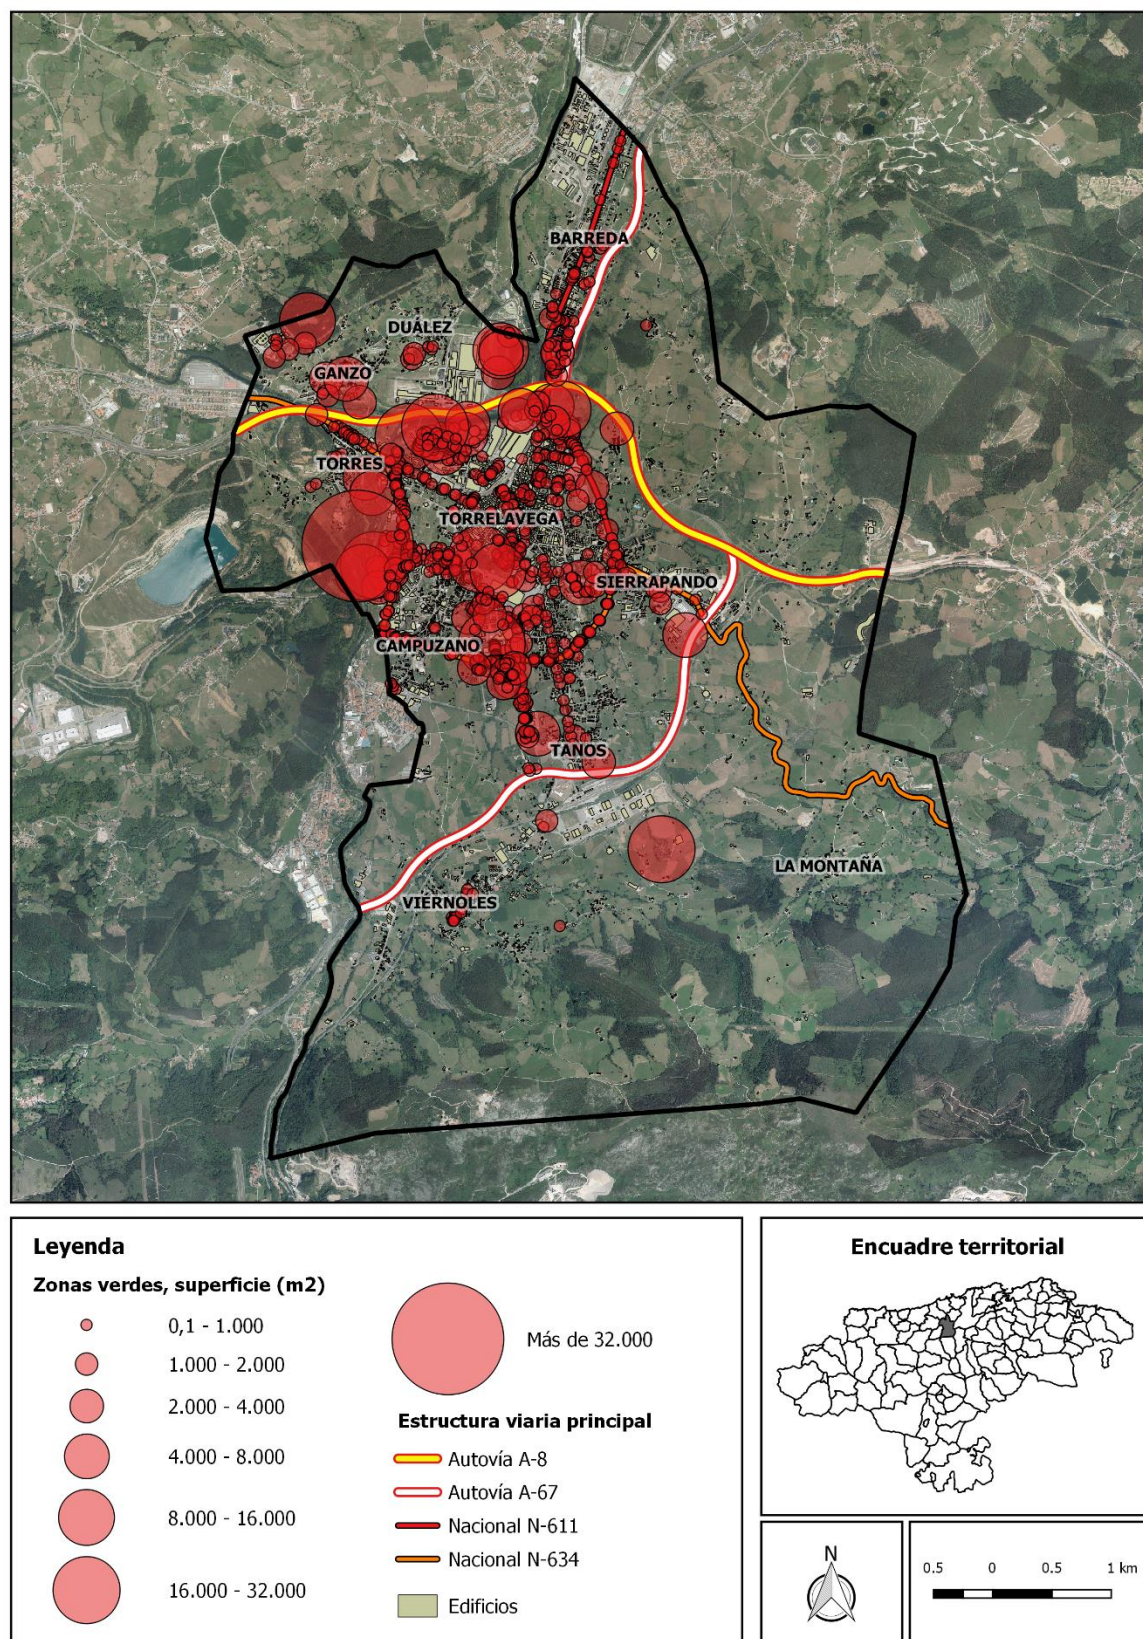 BARREDA
DUÁLEZ
GANZO
TORRES
TORRELAVEGA
SIERRAPANDO
CAMPUZANO
TANOS
LA MONTAÑA
VIÉRNOLES
Leyenda
Zonas verdes, superficie (m2)
0,1 - 1.000
1.000 - 2.000
2.000 - 4.000
4.000 - 8.000
8.000 - 16.000
16.000 - 32.000
Más de 32.000
Estructura viaria principal
Autovía A-8
Autovía A-67
Nacional N-611
Nacional N-634
Edificios
Encuadre territorial
N
0.5 0 0.5 1 km